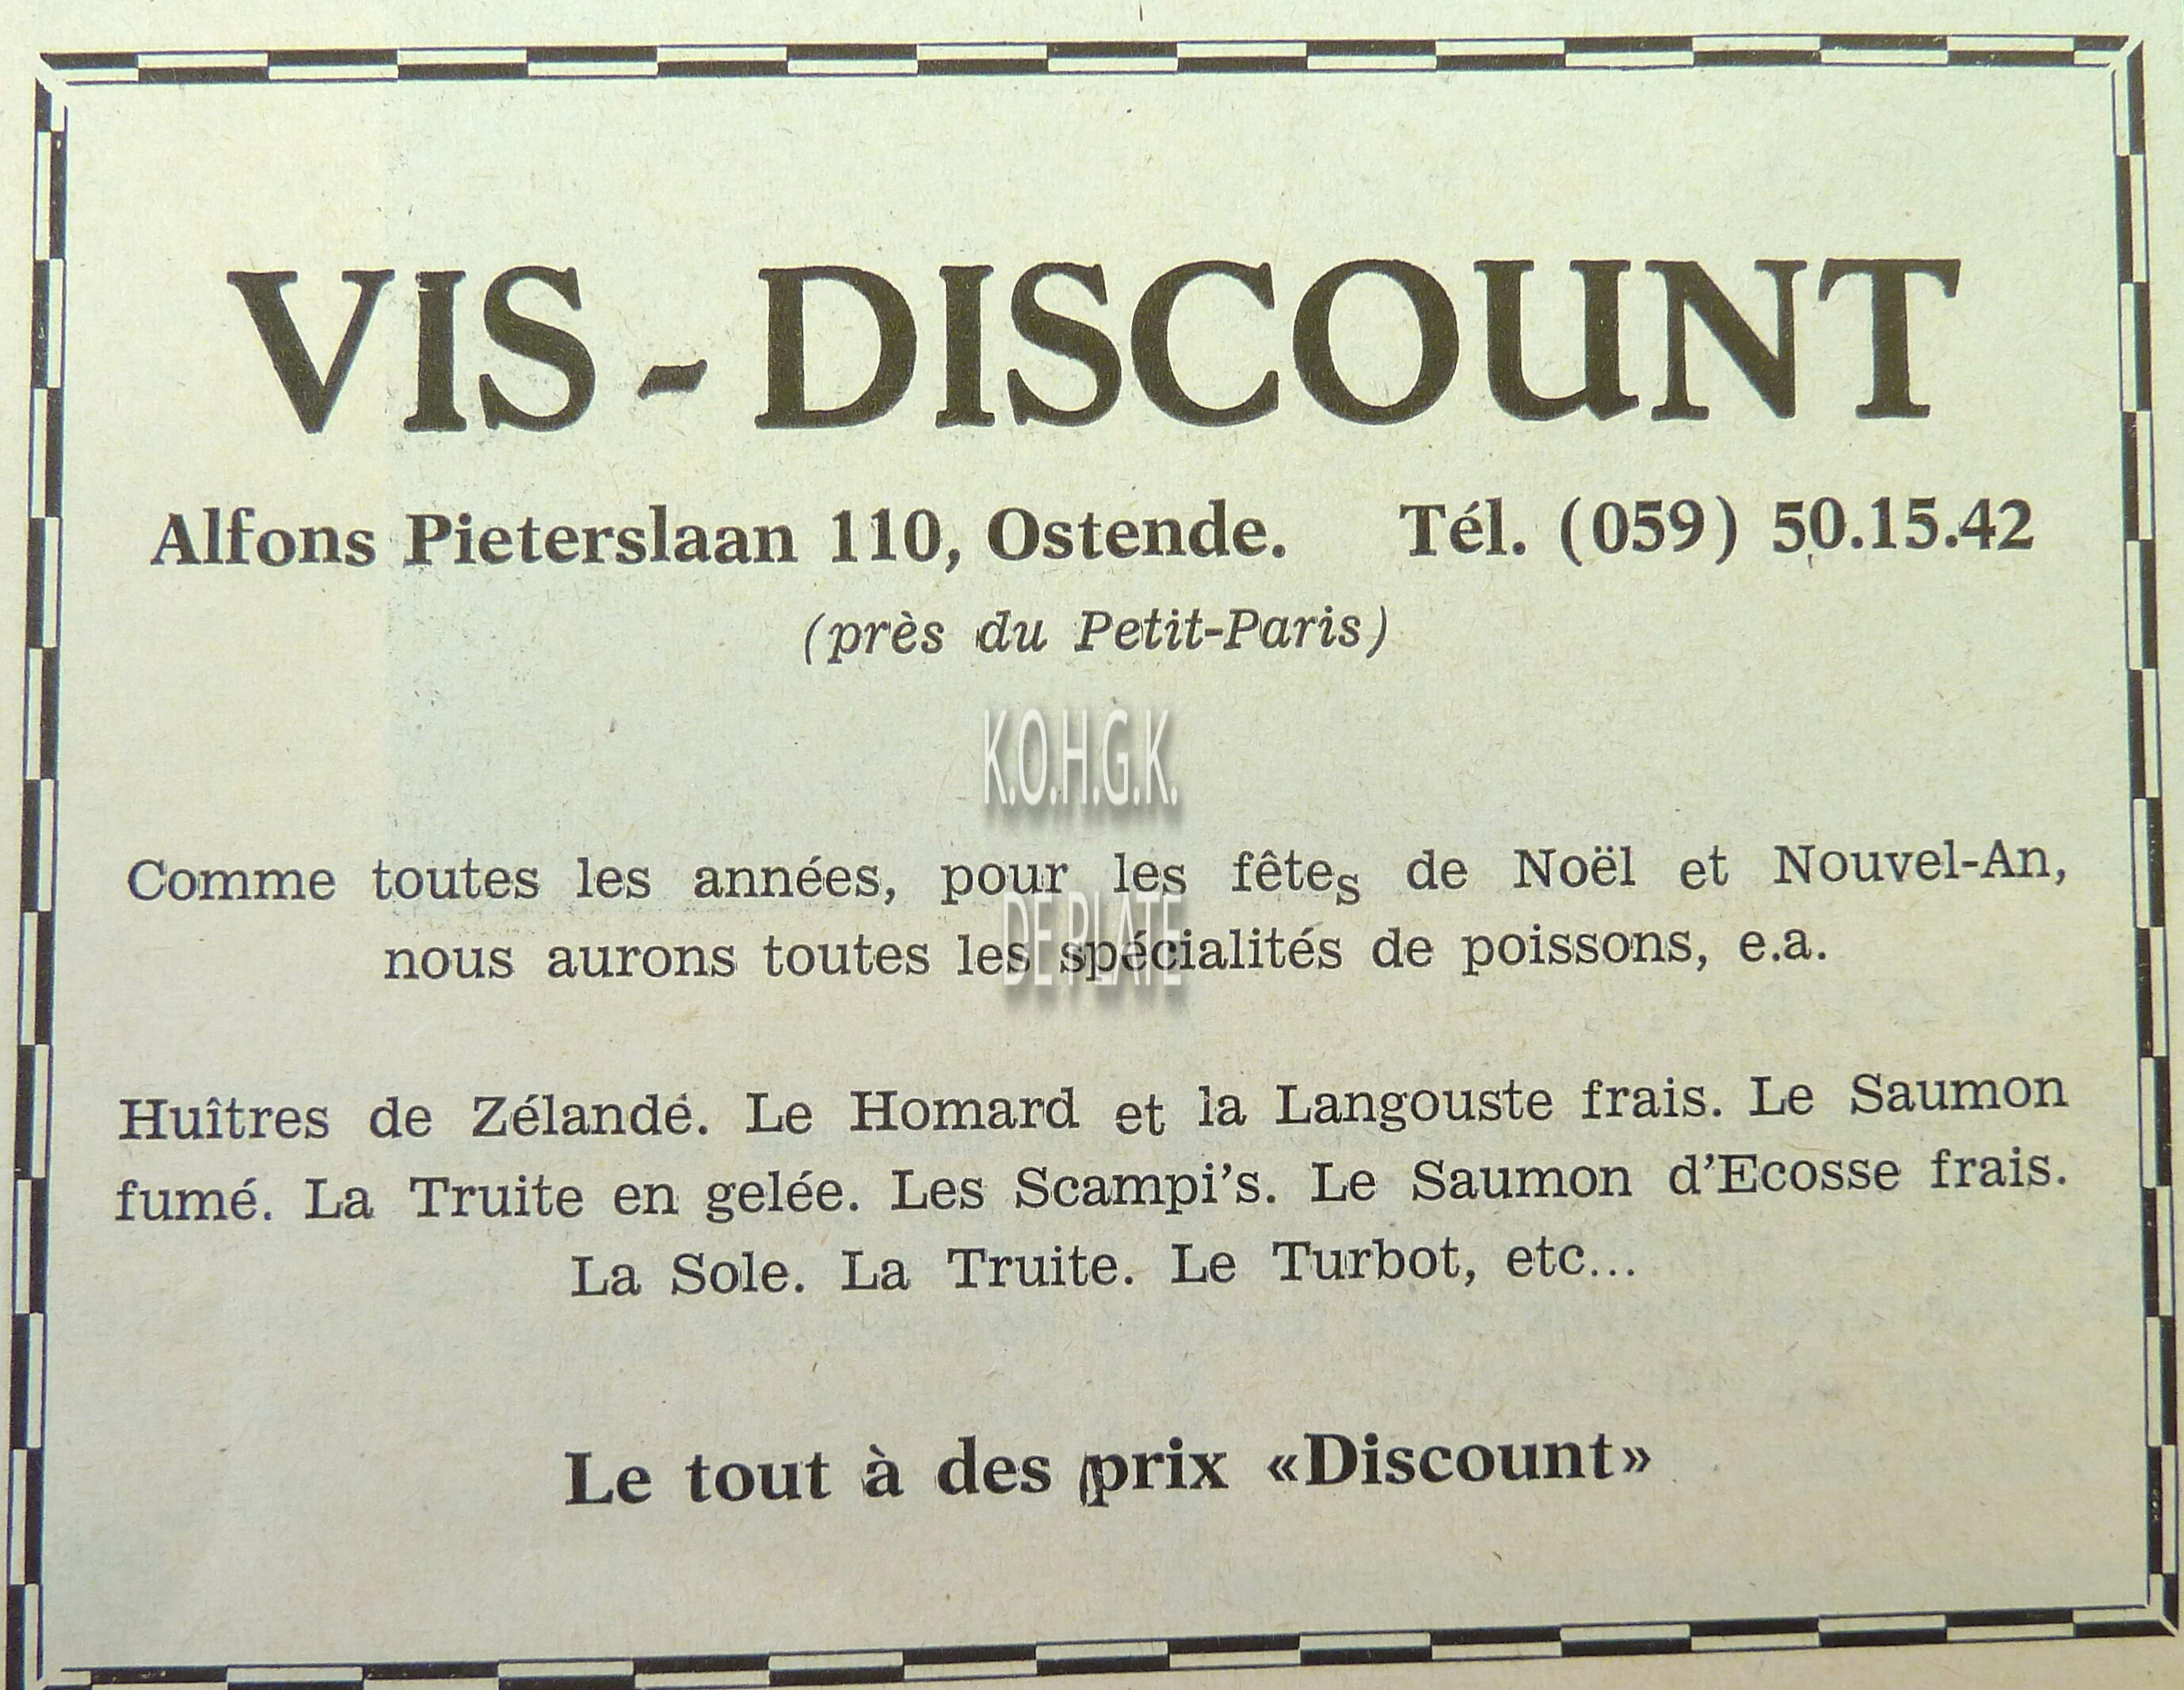 VIS - DISCOUNT
Alfons Pieterslaan 110, Ostende. Tél. (059) 50.15.42
(près du Petit-Paris)
K.O.H.G.K.
Comme toutes les années, pour les fêtes de Noël et Nouvel-An,
DE PLATE
nous aurons toutes les spécialités de poissons, e.a.
Huîtres de Zélandé. Le Homard et la Langouste frais. Le Saumon
fumé. La Truite en gelée. Les Scampi's. Le Saumon d'Ecosse frais.
La Sole. La Truite. Le Turbot, etc...
Le tout à des prix «Discount»